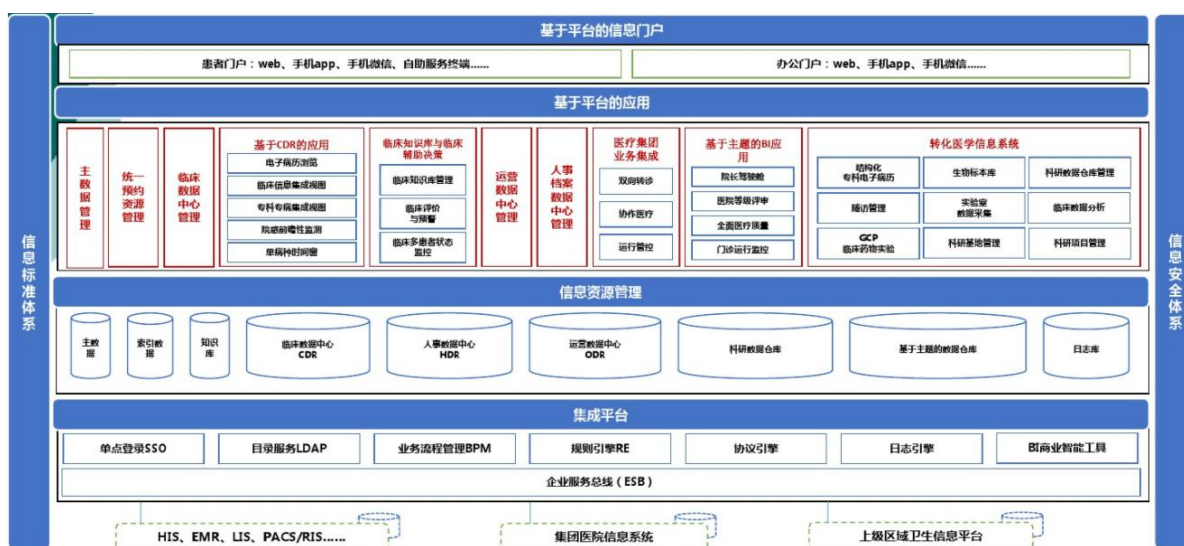 信息标准体系
基于平台的信息门户
患者门户：web、手机app、手机微信、自助服务终端......
办公门户：web、手机app、手机微信......
基于平台的应用
主数据管理
统一预约资源管理
临床数据中心管理
基于CDR的应用
电子病历浏览
临床信息集成视图
专科专病集成视图
院感前瞻性监测
单病种时间窗
临床知识库与临床
辅助决策
临床知识库管理
临床评价
与预警
临床多患者状态
监控
运营数据中心管理
人事档案数据中心管理
医疗集团
业务集成
双向转诊
协作医疗
运行管控
基于主题的BI应
用
院长驾驶舱
医院等级评审
全面医疗质量
门诊运行监控
转化医学信息系统
结构化
专科电子病历
生物标本库
科研数据仓库管理
随访管理
实验室
数据采集
临床数据分析
GCP
临床药物实验
科研基地管理
科研项目管理
信息资源管理
主数
据
索引数
据
知识
库
临床数据中心
CDR
人事数据中心
HDR
运营数据中心
ODR
科研数据仓库
基于主题的数据仓库
日志库
集成平台
单点登录SSO
目录服务LDAP
业务流程管理BPM
规则引擎RE
协议引擎
日志引擎
BI商业智能工具
企业服务总线（ESB）
HIS、EMR、LIS、PACS/RIS......
集团医院信息系统
上级区域卫生信息平台
信息安全体系